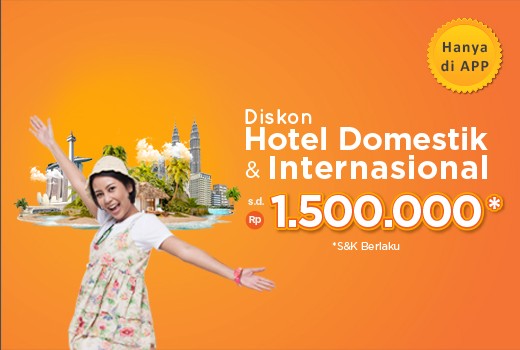 Hanya
di APP
Diskon
Hotel Domestik
& Internasional
s.d.
Rp 1.500.000*
*S&K Berlaku